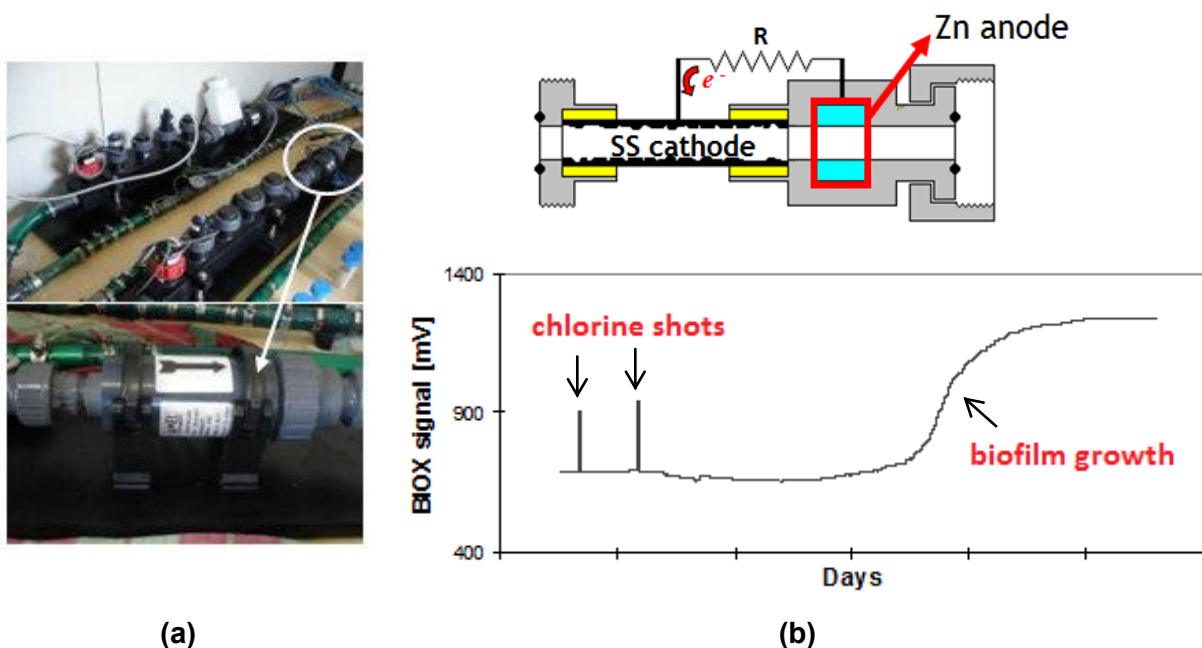 Zn anode
R
e -
SS cathode
1400
chlorine shots
900
biofilm growth
400
BIOX signal [mV]
Days
(a)
(b)